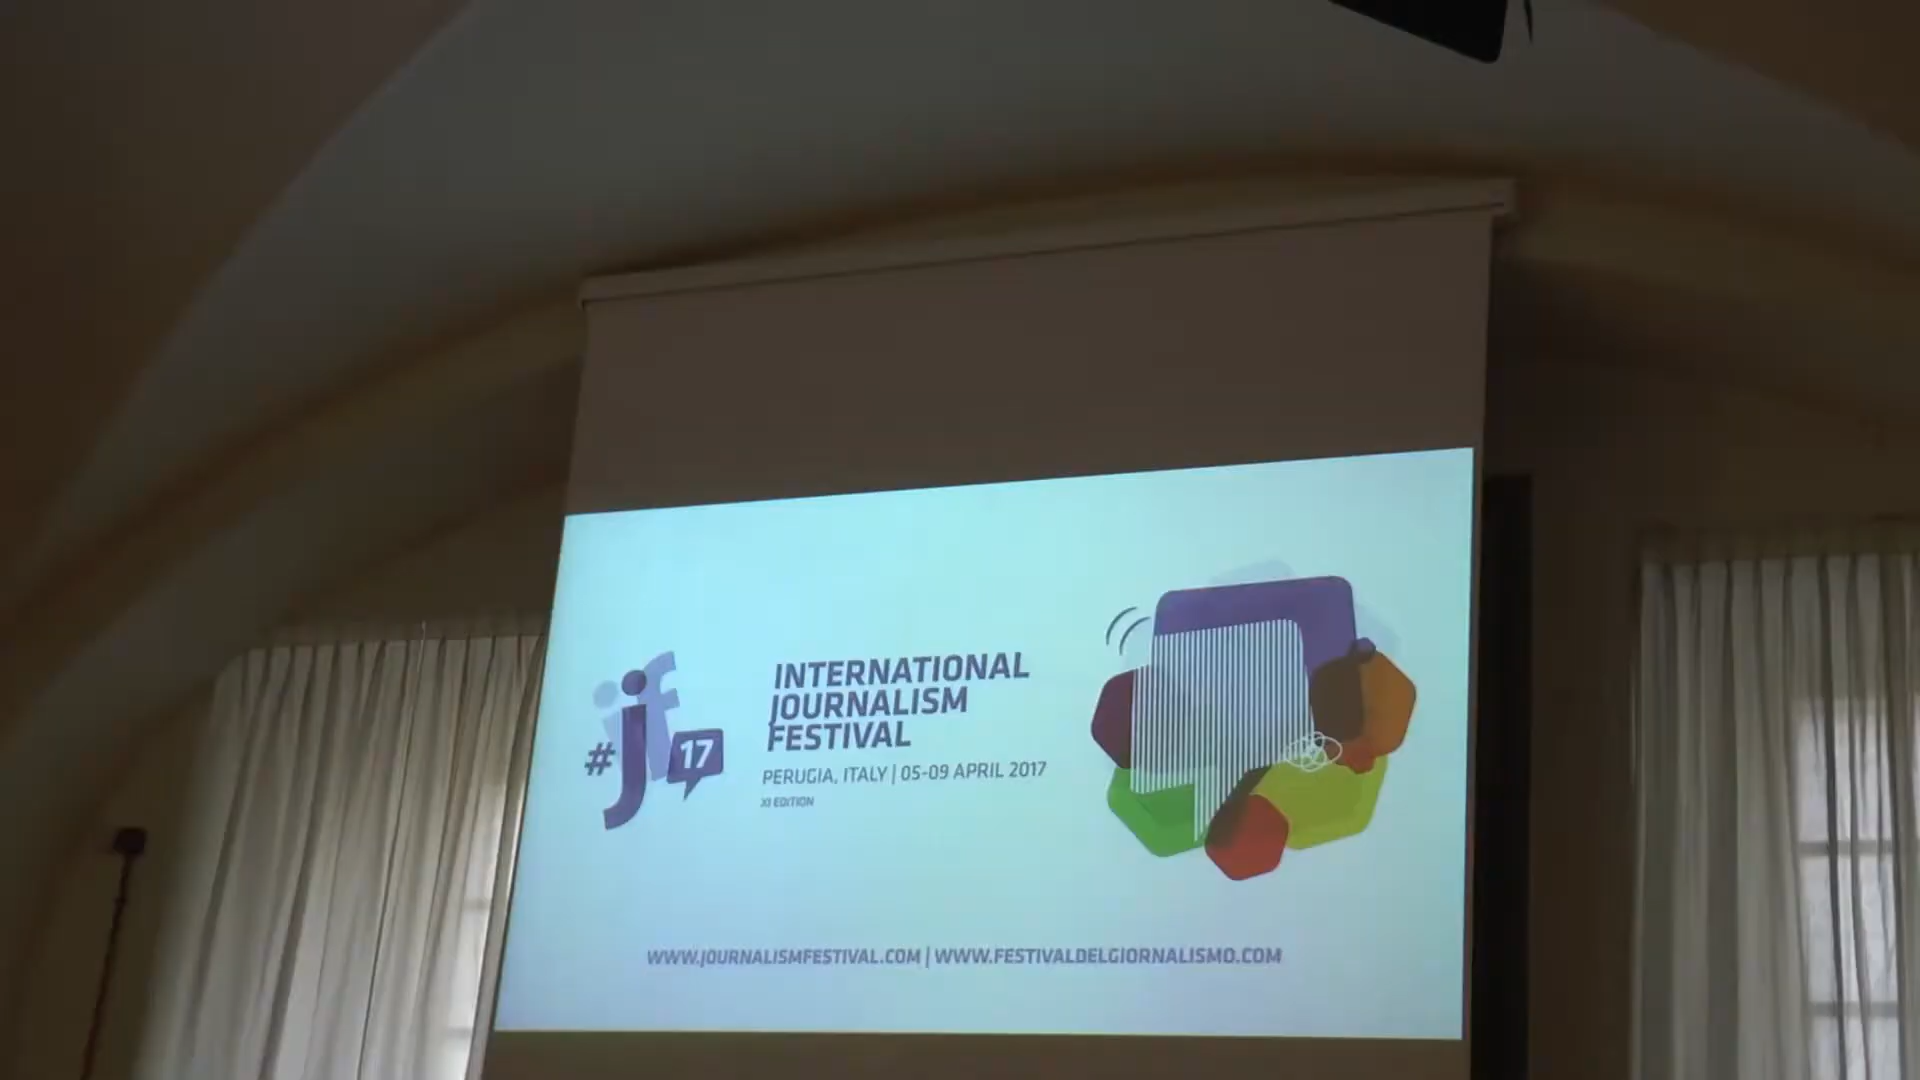 #ijf17
INTERNATIONAL
JOURNALISM
FESTIVAL
PERUGIA, ITALY | 05-09 APRIL 2017
XI EDITION
WWW.JOURNALISMFESTIVAL.COM | WWW.FESTIVALDELGIORNALISMO.COM